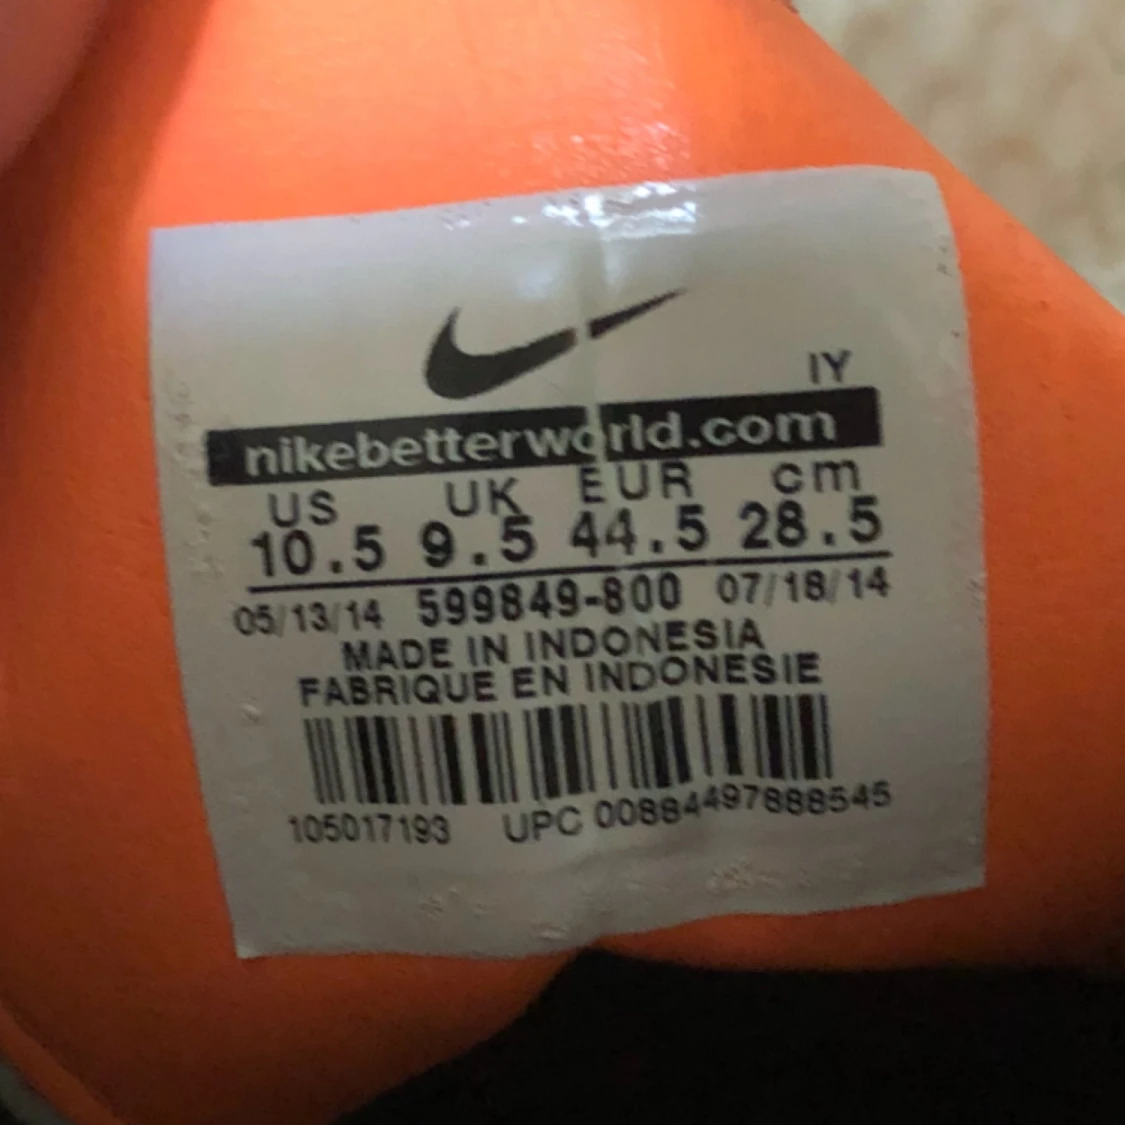 IY
nikebetterworld.com
US UK EUR cm
10.5 9.5 44.5 28.5
05/13/14 599849-800 07/18/14
MADE IN INDONESIA
FABRIQUE EN INDONESIE
105017193 UPC 00884497888545